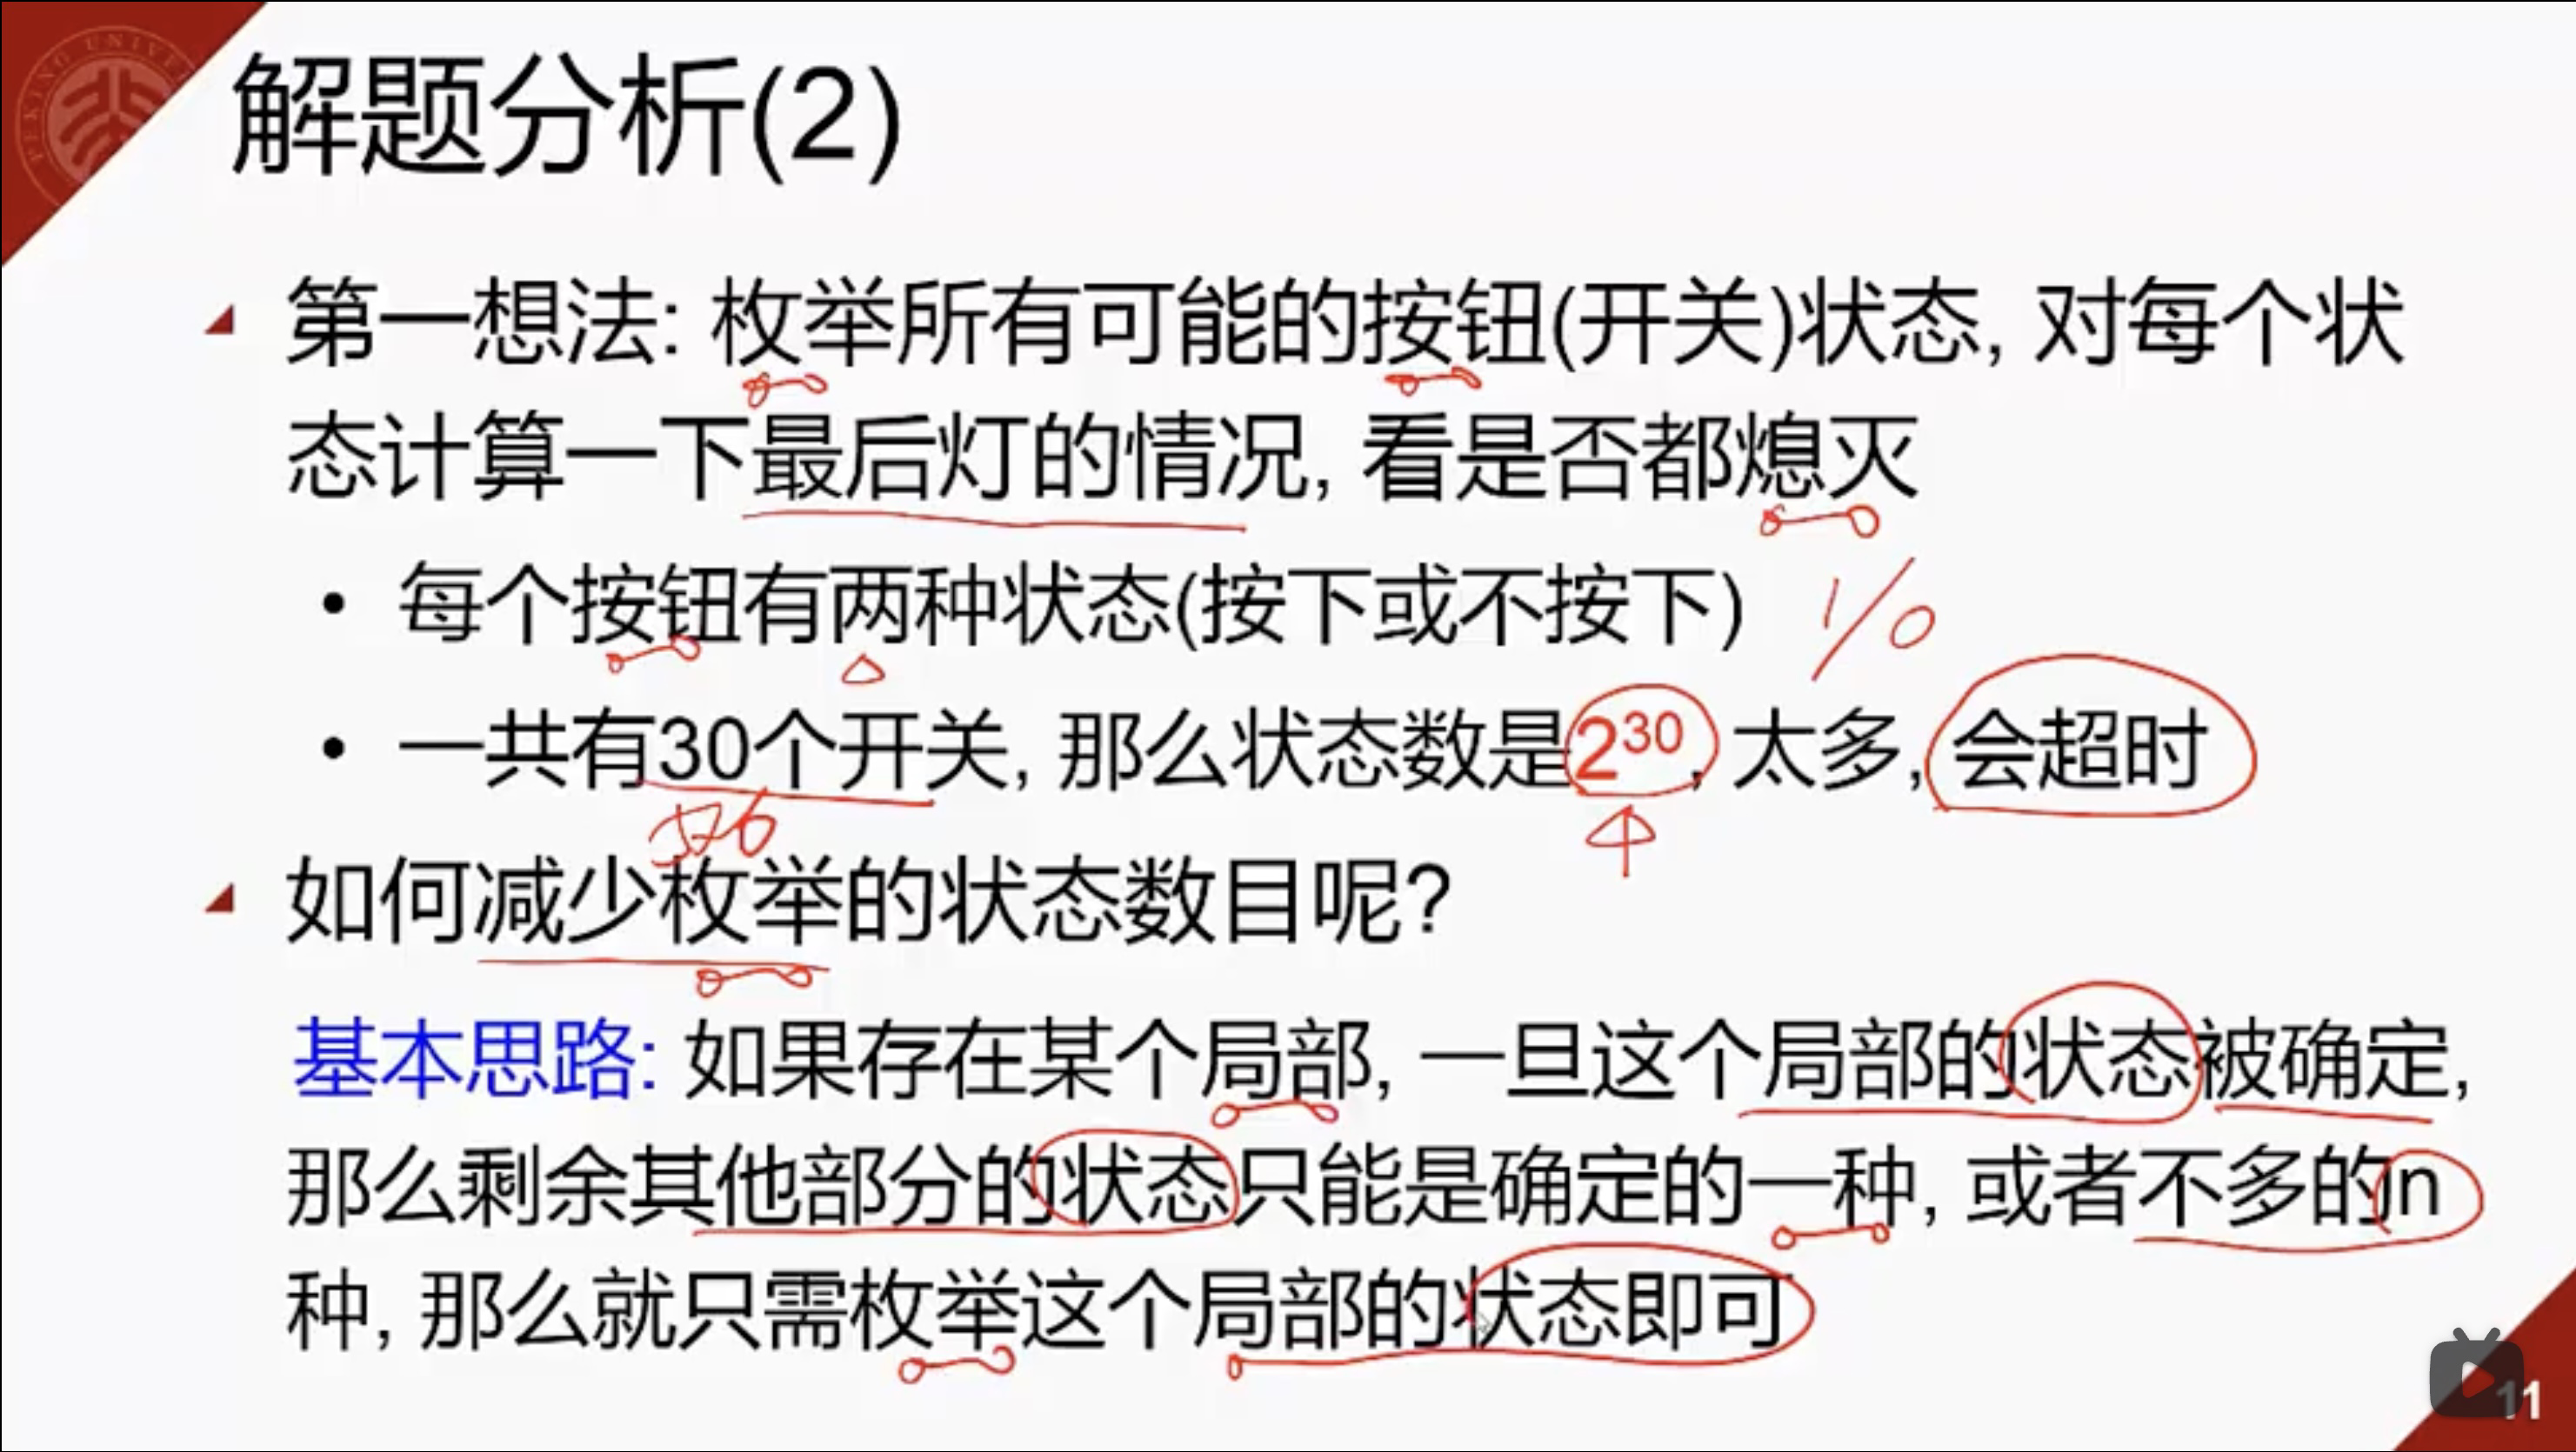 解题分析(2)
第一想法: 枚举所有可能的按钮(开关)状态, 对每个状
态计算一下最后灯的情况, 看是否都熄灭
• 每个按钮有两种状态(按下或不按下) 1/0
• 一共有30个开关, 那么状态数是2³⁰, 太多, 会超时
如何减少枚举的状态数目呢?
基本思路: 如果存在某个局部, 一旦这个局部的状态被确定,
那么剩余其他部分的状态只能是确定的一种, 或者不多的n
种, 那么就只需枚举这个局部的状态即可
11